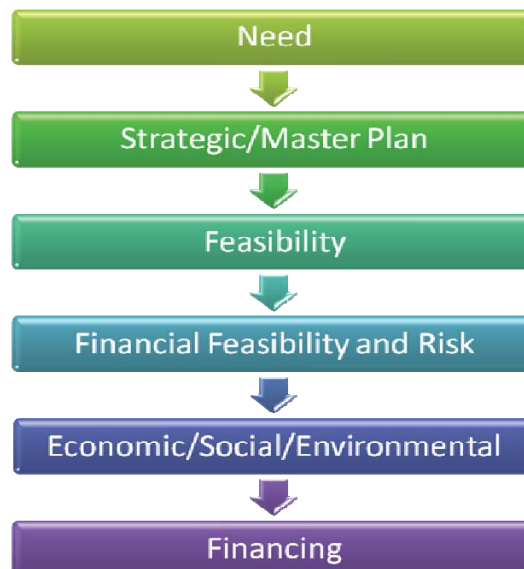 Need
Strategic/Master Plan
Feasibility
Financial Feasibility and Risk
Economic/Social/Environmental
Financing